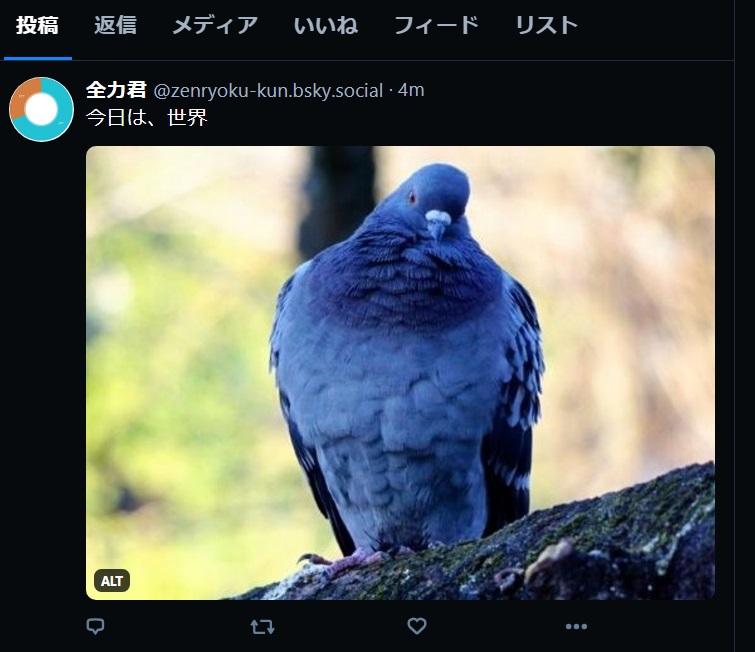 投稿 返信 メディア いいね フィード リスト
全力君 @zenryoku-kun.bsky.social · 4m
今日は、世界
ALT